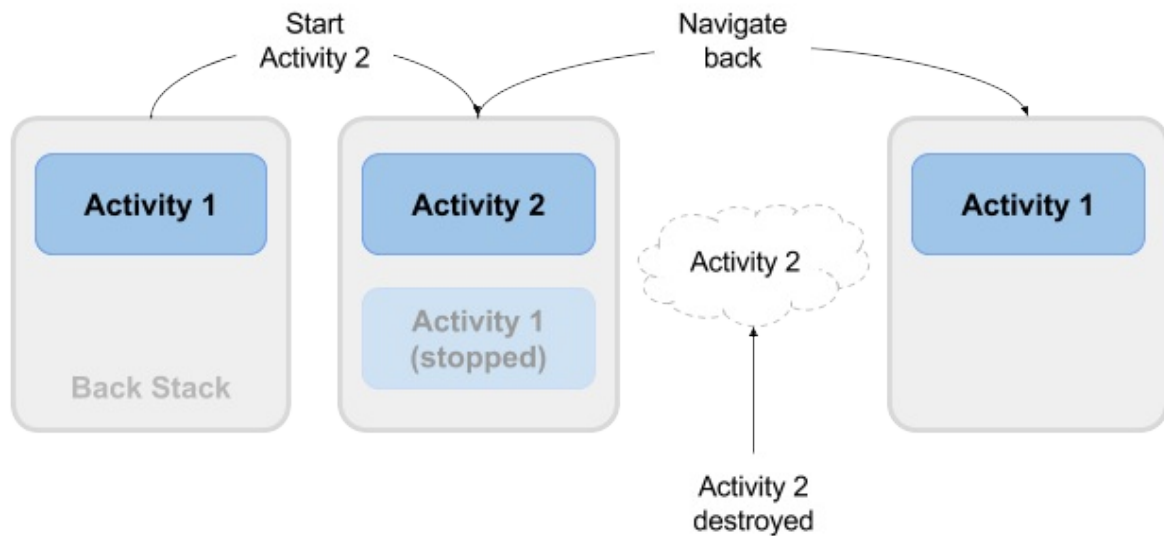 Start
Activity 2
Navigate
back
Activity 1
Back Stack
Activity 2
Activity 1
(stopped)
Activity 2
Activity 2
destroyed
Activity 1